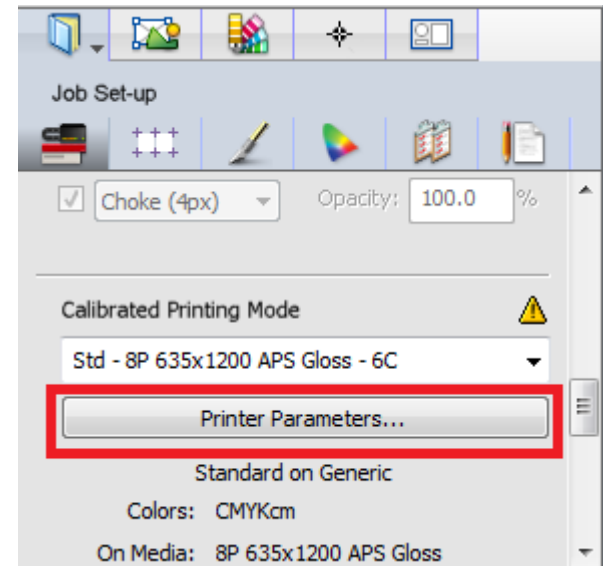 Job Set-up
Choke (4px) Opacity: 100.0 %
Calibrated Printing Mode
Std - 8P 635x1200 APS Gloss - 6C
Printer Parameters...
Standard on Generic
Colors: CMYKcm
On Media: 8P 635x1200 APS Gloss